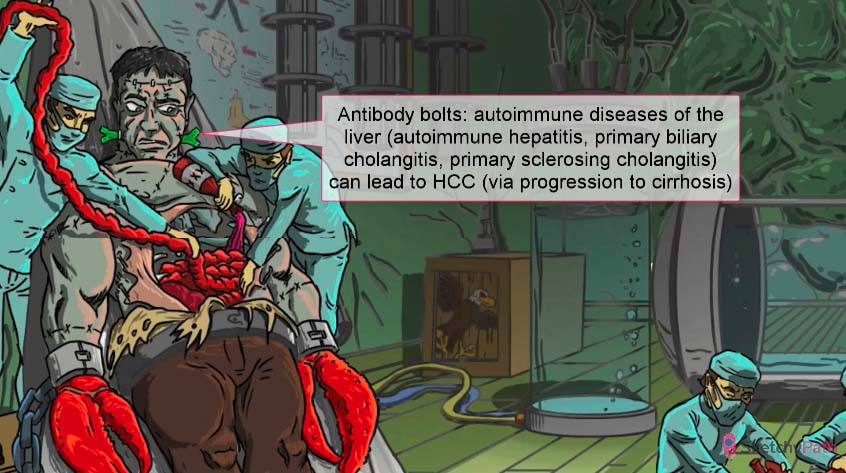 Antibody bolts: autoimmune diseases of the
liver (autoimmune hepatitis, primary biliary
cholangitis, primary sclerosing cholangitis)
can lead to HCC (via progression to cirrhosis)
SketchyPath